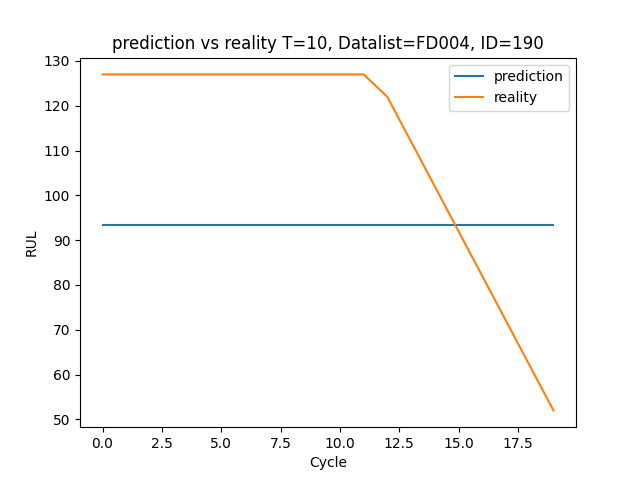 prediction vs reality T=10, Datalist=FD004, ID=190
prediction
reality
130
120
110
100
90
80
70
60
50
RUL
0.0 2.5 5.0 7.5 10.0 12.5 15.0 17.5
Cycle